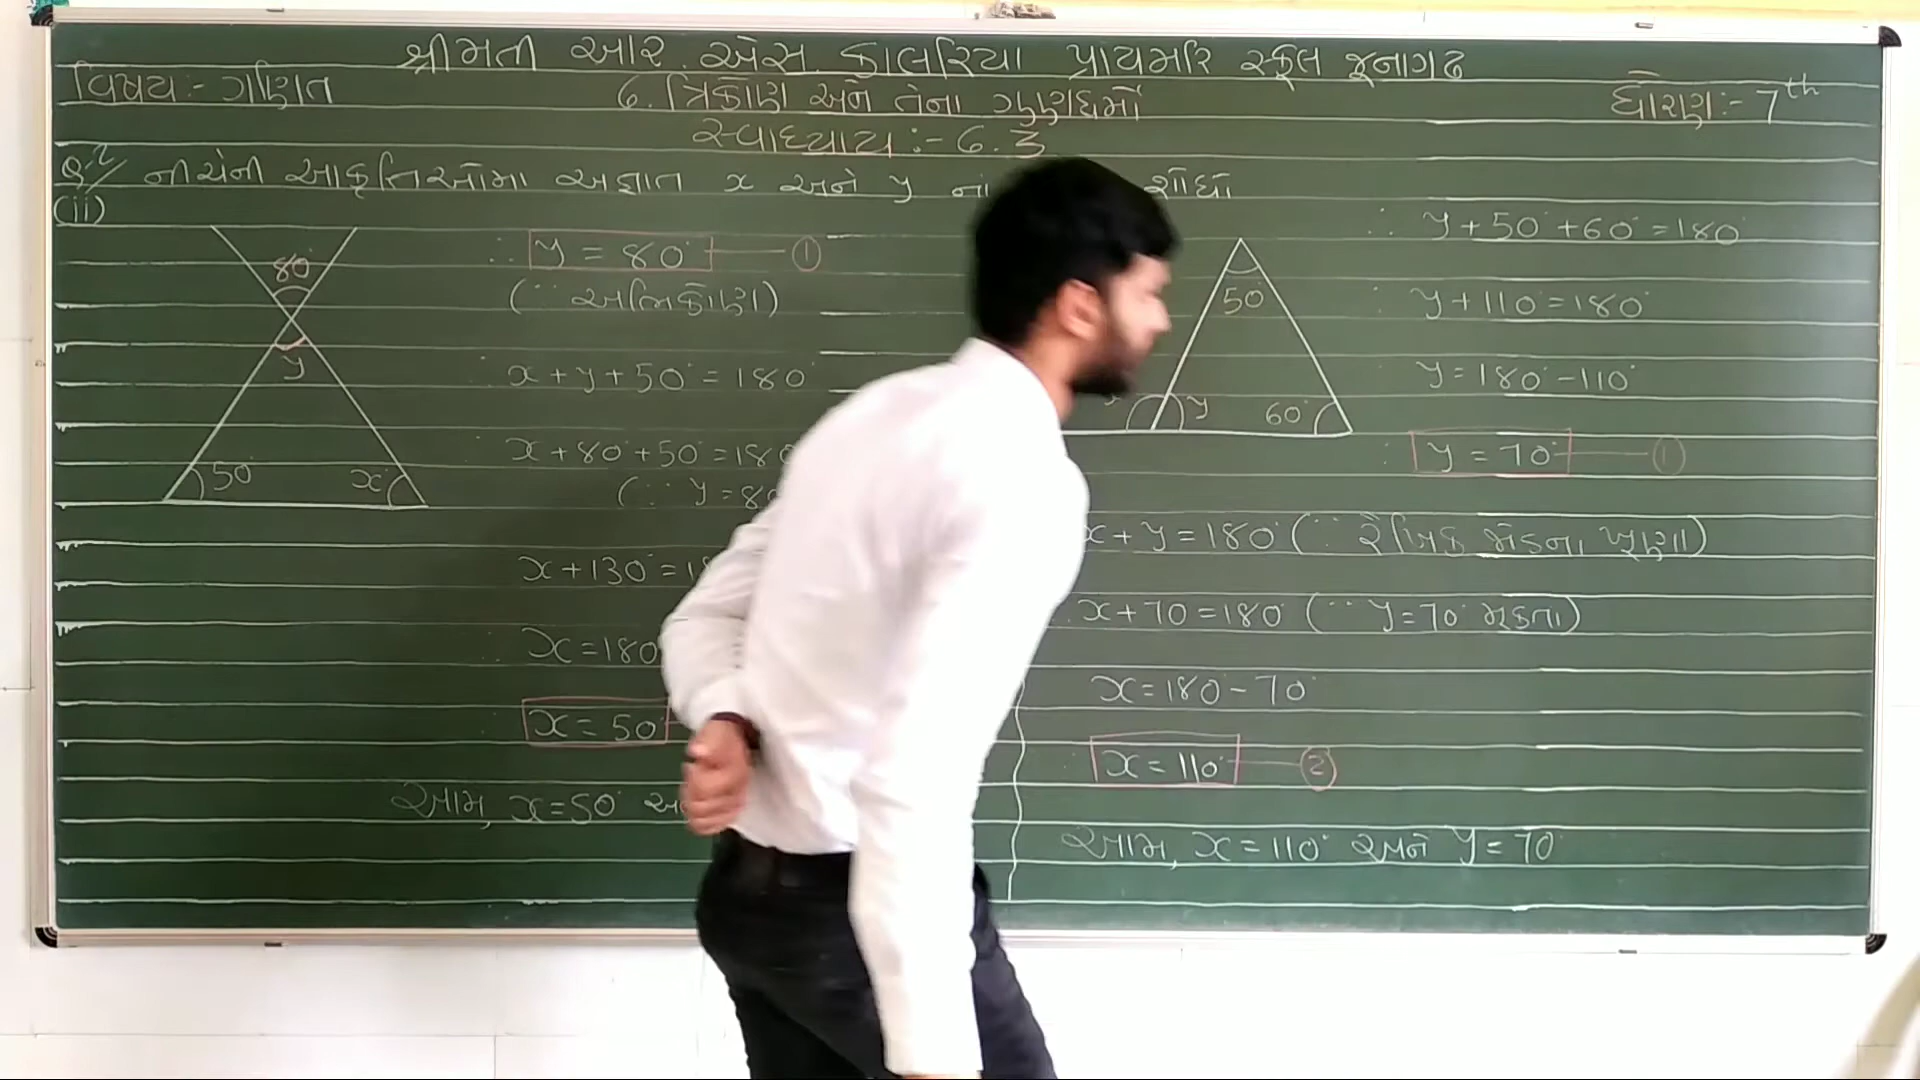 શ્રીમતી આર. એસ. કાલરિયા પ્રાયમરિ સ્કૂલ જૂનાગઢ
વિષય:- ગણિત
6. ત્રિકોણ અને તેના ગુણધર્મો
ધોરણ:- 7th
સ્વાધ્યાય:- 6.3
Q.2/ નીચેની આકૃતિઓમાં અજ્ઞાત x અને y ના શોધો
(ii)
80°
y
50°
x
∴ y = 80° ①
(∵ અભિકોણ)
x + y + 50° = 180°
∴ x + 80° + 50° = 180
(∵ y = 80
x + 130° = 18
∴ x = 180
x = 50°
આમ, x = 50° અ
50°
y
60°
∴ y + 50° + 60° = 180°
∴ y + 110° = 180°
y = 180° - 110°
∴ y = 70° ①
x + y = 180° (∵ રૈખિક જોડના ખૂણા)
∴ x + 70 = 180° (∵ y = 70° મૂકતા)
x = 180° - 70°
∴ x = 110° ②
આમ, x = 110° અને y = 70°